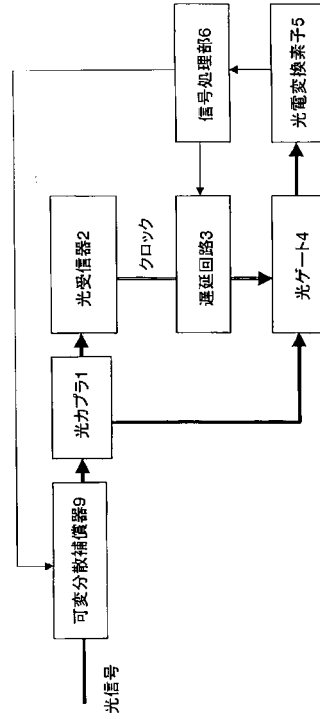 光信号
可変分散補償器9
光カプラ1
光受信器2
クロック
遅延回路3
信号処理部6
光ゲート4
光電変換素子5